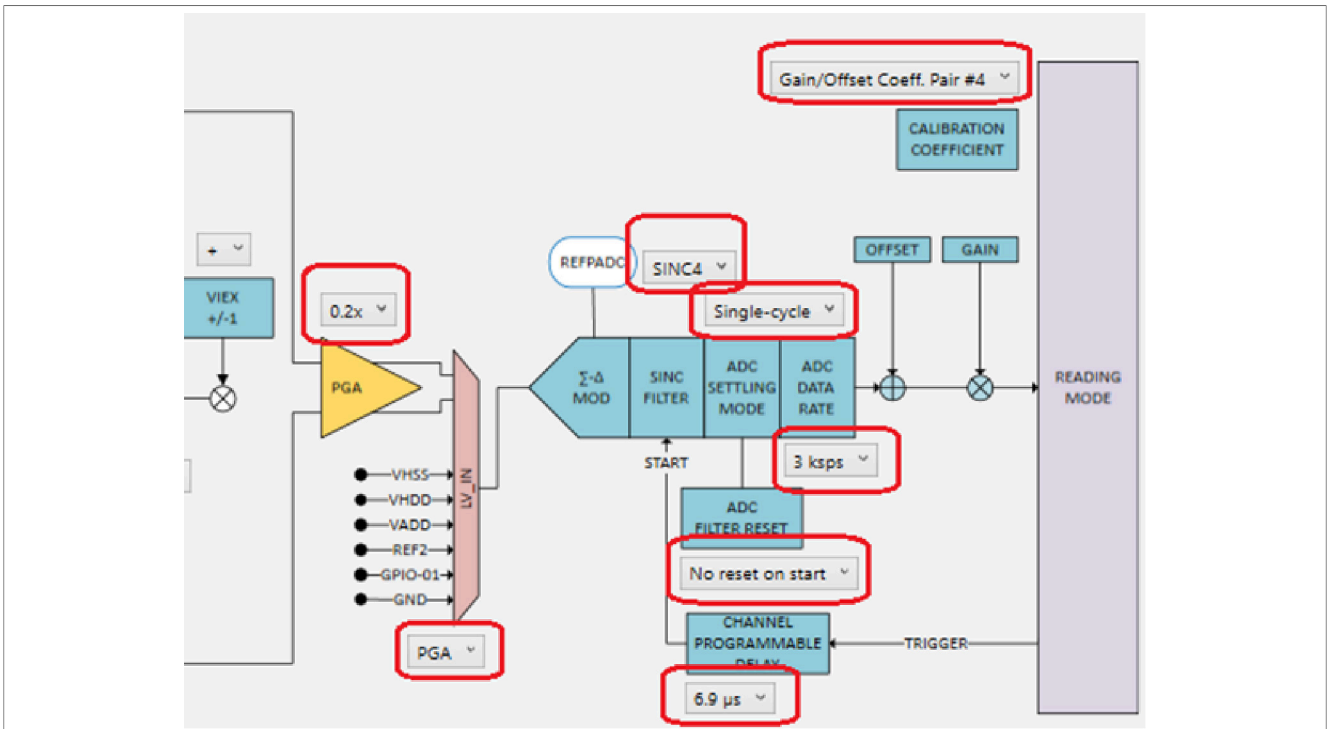 Gain/Offset Coeff. Pair #4
CALIBRATION
COEFFICIENT
+
VIEX
+/-1
0.2x
PGA
REFPADC
SINC4
Single-cycle
OFFSET
GAIN
Σ-Δ
MOD
SINC
FILTER
ADC
SETTLING
MODE
ADC
DATA
RATE
READING
MODE
START
3 ksps
VHSS
VHDD
VADD
REF2
GPIO-01
GND
LV_IN
ADC
FILTER RESET
No reset on start
CHANNEL
PROGRAMMABLE
DELAY
TRIGGER
PGA
6.9 µs